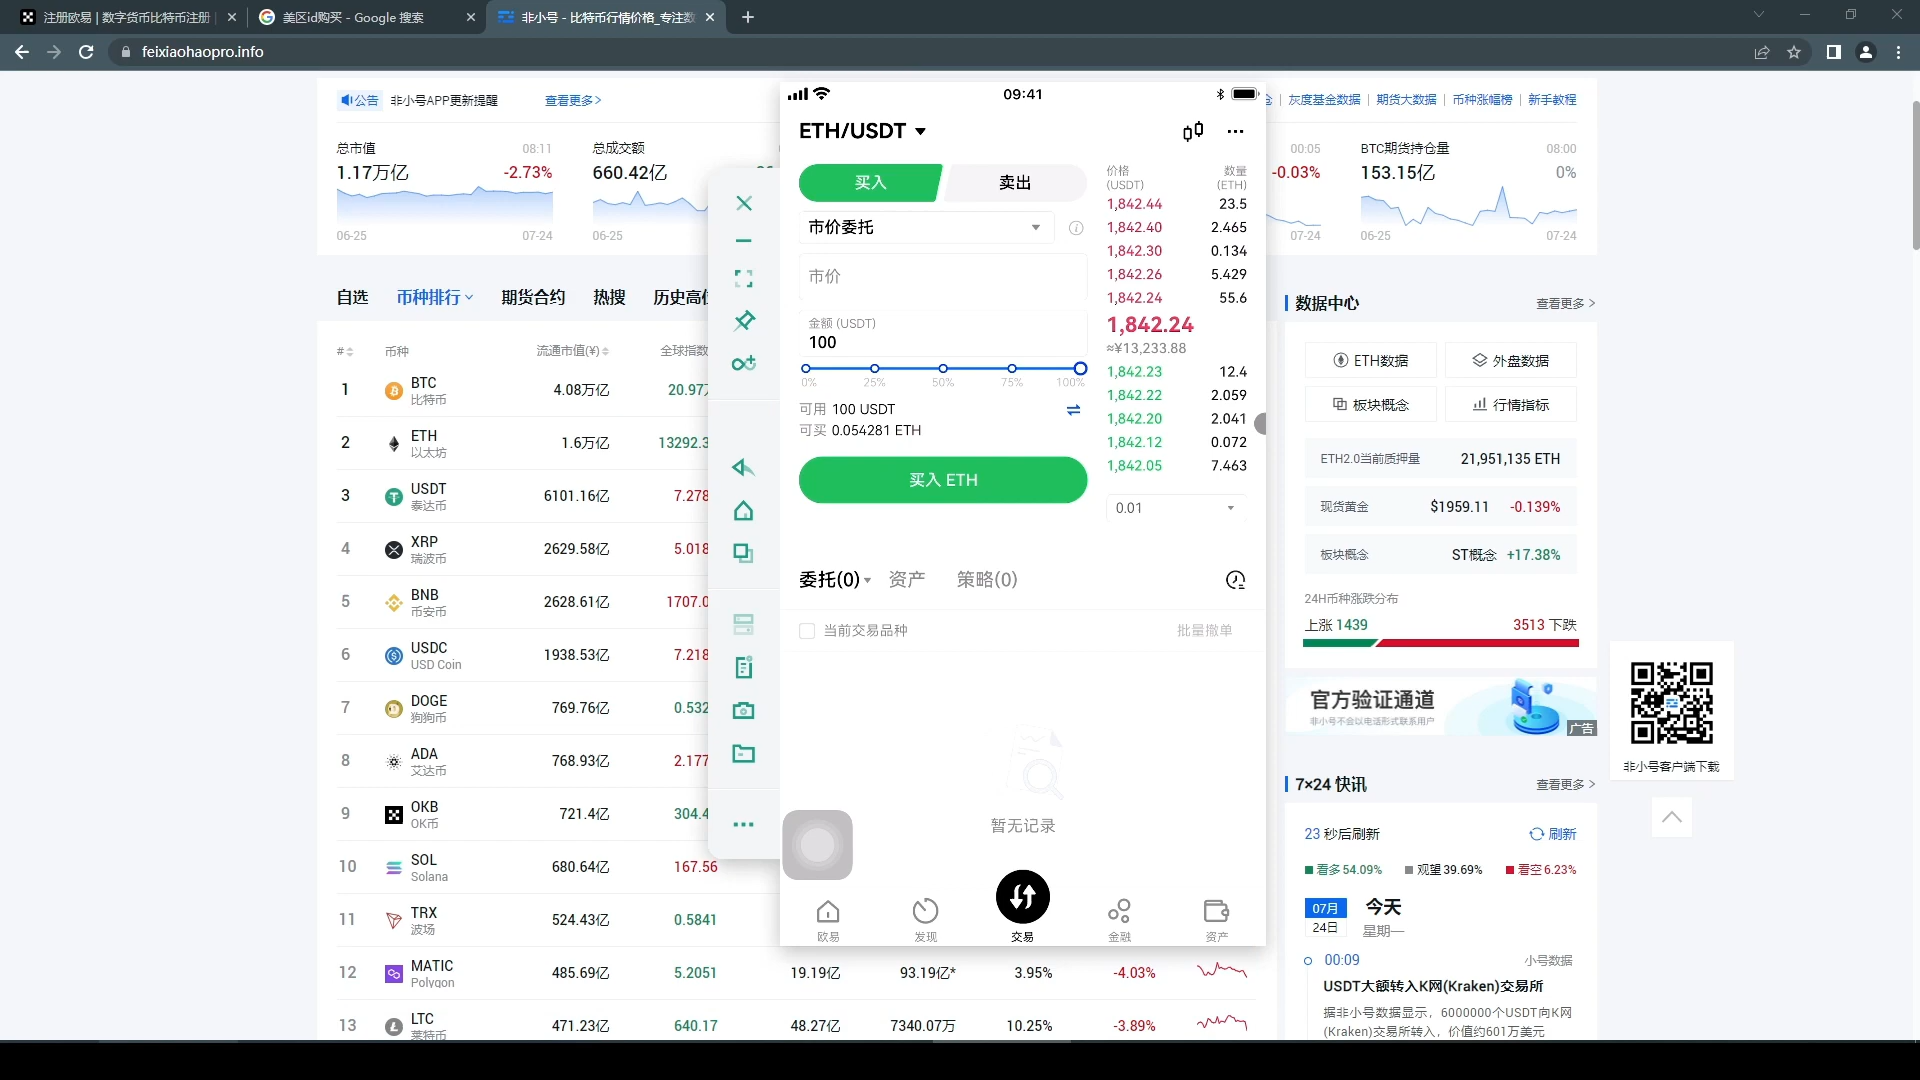 注册欧易 | 数字货币比特币注册
美区id购买 - Google 搜索
非小号 - 比特币行情价格_专注数
feixiaohaopro.info
公告 非小号APP更新提醒 查看更多>
灰度基金数据 | 期货大数据 | 币种涨幅榜 | 新手教程
总市值 08:11
1.17万亿 -2.73%
06-25 07-24
总成交额
660.42亿
06-25
00:05
-0.03%
07-24
BTC期货持仓量 08:00
153.15亿 0%
06-25 07-24
自选 币种排行 期货合约 热搜 历史高
# 币种 流通市值(¥) 全球指数
1 BTC 比特币 4.08万亿 20.97
2 ETH 以太坊 1.6万亿 13292.3
3 USDT 泰达币 6101.16亿 7.278
4 XRP 瑞波币 2629.58亿 5.018
5 BNB 币安币 2628.61亿 1707.0
6 USDC USD Coin 1938.53亿 7.218
7 DOGE 狗狗币 769.76亿 0.532
8 ADA 艾达币 768.93亿 2.177
9 OKB OK币 721.4亿 304.4
10 SOL Solana 680.64亿 167.56
11 TRX 波场 524.43亿 0.5841
12 MATIC Polygon 485.69亿 5.2051 19.19亿 93.19亿* 3.95% -4.03%
13 LTC 莱特币 471.23亿 640.17 48.27亿 7340.07万 10.25% -3.89%
09:41
ETH/USDT
买入 卖出
市价委托
市价
金额 (USDT)
100
0% 25% 50% 75% 100%
可用 100 USDT
可买 0.054281 ETH
买入 ETH
价格 数量
(USDT) (ETH)
1,842.44 23.5
1,842.40 2.465
1,842.30 0.134
1,842.26 5.429
1,842.24 55.6
1,842.24
≈¥13,233.88
1,842.23 12.4
1,842.22 2.059
1,842.20 2.041
1,842.12 0.072
1,842.05 7.463
0.01
委托(0) 资产 策略(0)
当前交易品种 批量撤单
暂无记录
欧易 发现 交易 金融 资产
数据中心 查看更多 >
ETH数据 外盘数据
板块概念 行情指标
ETH2.0当前质押量 21,951,135 ETH
现货黄金 $1959.11 -0.139%
板块概念 ST概念 +17.38%
24H币种涨跌分布
上涨 1439 3513 下跌
官方验证通道
非小号不会以电话形式联系用户
广告
7×24 快讯 查看更多 >
23 秒后刷新 刷新
看多 54.09% 观望 39.69% 看空 6.23%
07月 今天
24日 星期一
00:09 小号数据
USDT大额转入K网(Kraken)交易所
据非小号数据显示，6000000个USDT向K网
(Kraken)交易所转入，价值约601万美元
非小号客户端下载